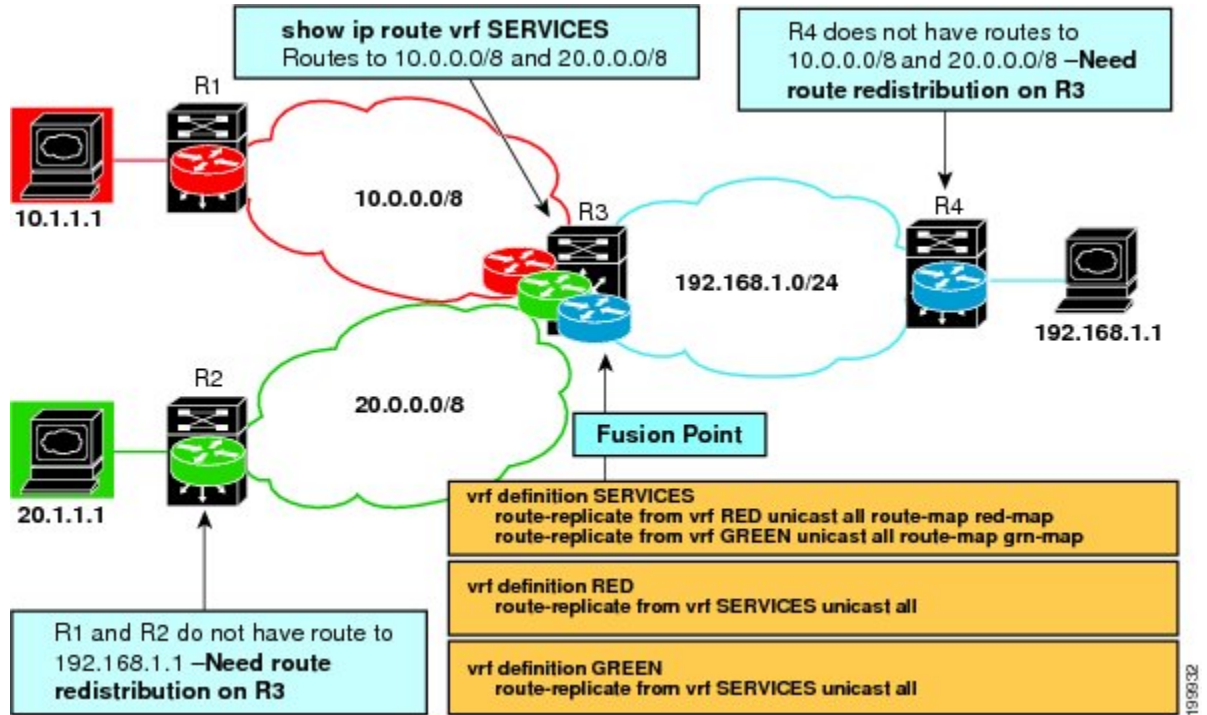 show ip route vrf SERVICES
Routes to 10.0.0.0/8 and 20.0.0.0/8
R4 does not have routes to
10.0.0.0/8 and 20.0.0.0/8 –Need
route redistribution on R3
R1
10.1.1.1
10.0.0.0/8
R3
192.168.1.0/24
R4
192.168.1.1
R2
20.1.1.1
20.0.0.0/8
Fusion Point
vrf definition SERVICES
route-replicate from vrf RED unicast all route-map red-map
route-replicate from vrf GREEN unicast all route-map grn-map
vrf definition RED
route-replicate from vrf SERVICES unicast all
vrf definition GREEN
route-replicate from vrf SERVICES unicast all
R1 and R2 do not have route to
192.168.1.1 –Need route
redistribution on R3
199932